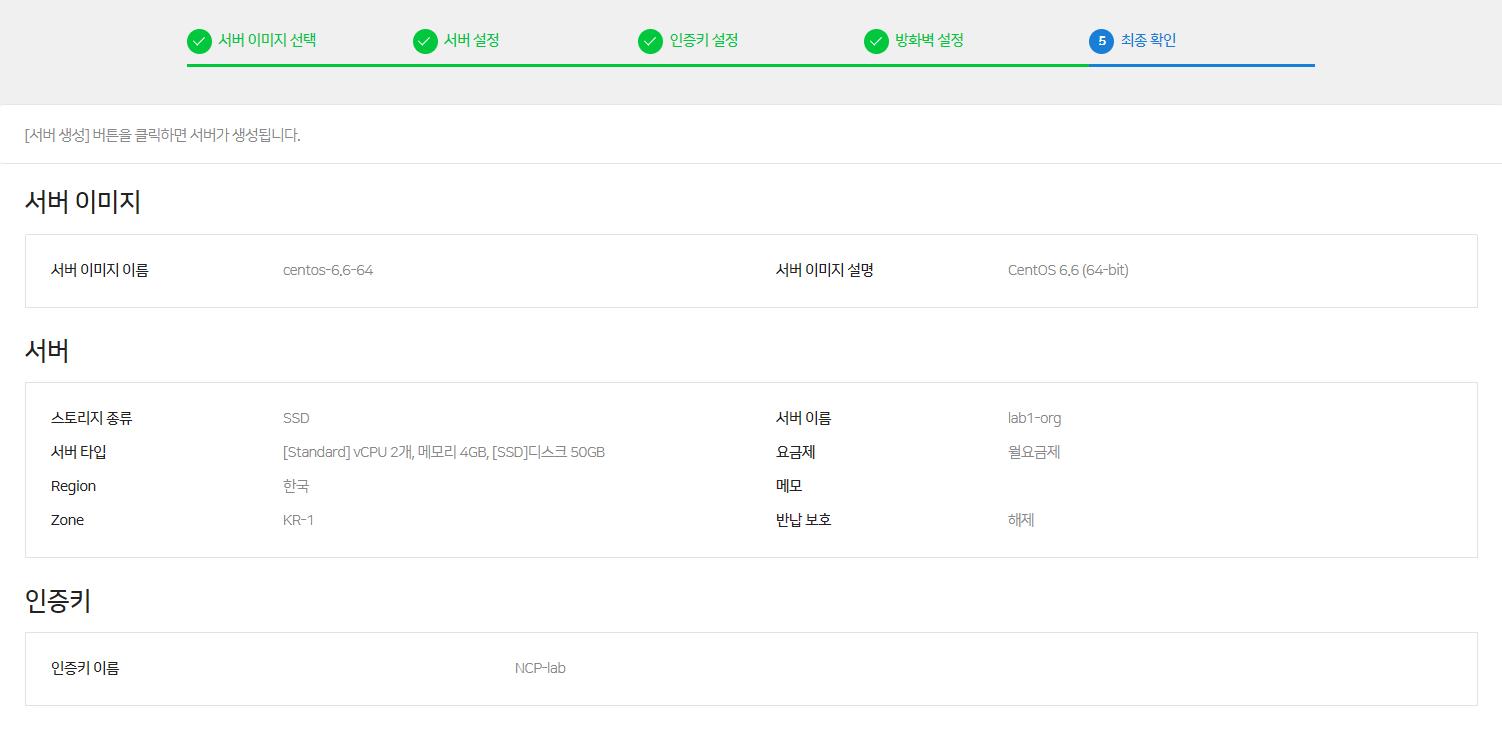 서버 이미지 선택 서버 설정 인증키 설정 방화벽 설정 5 최종 확인
[서버 생성] 버튼을 클릭하면 서버가 생성됩니다.
서버 이미지
서버 이미지 이름 centos-6.6-64 서버 이미지 설명 CentOS 6.6 (64-bit)
서버
스토리지 종류 SSD 서버 이름 lab1-org
서버 타입 [Standard] vCPU 2개, 메모리 4GB, [SSD]디스크 50GB 요금제 월요금제
Region 한국 메모
Zone KR-1 반납 보호 해제
인증키
인증키 이름 NCP-lab